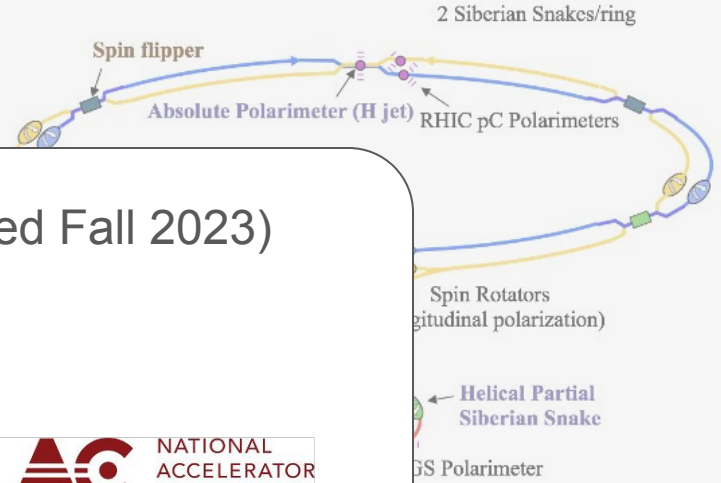 2 Siberian Snakes/ring
Spin flipper
Absolute Polarimeter (H jet)
RHIC pC Polarimeters
ed Fall 2023)
Spin Rotators
gitudinal polarization)
Helical Partial
Siberian Snake
NATIONAL
ACCELERATOR
GS Polarimeter